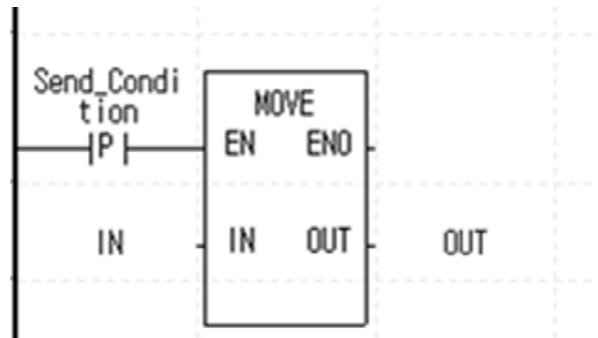 Send_Condi
tion
P
MOVE
EN ENO
IN IN OUT OUT